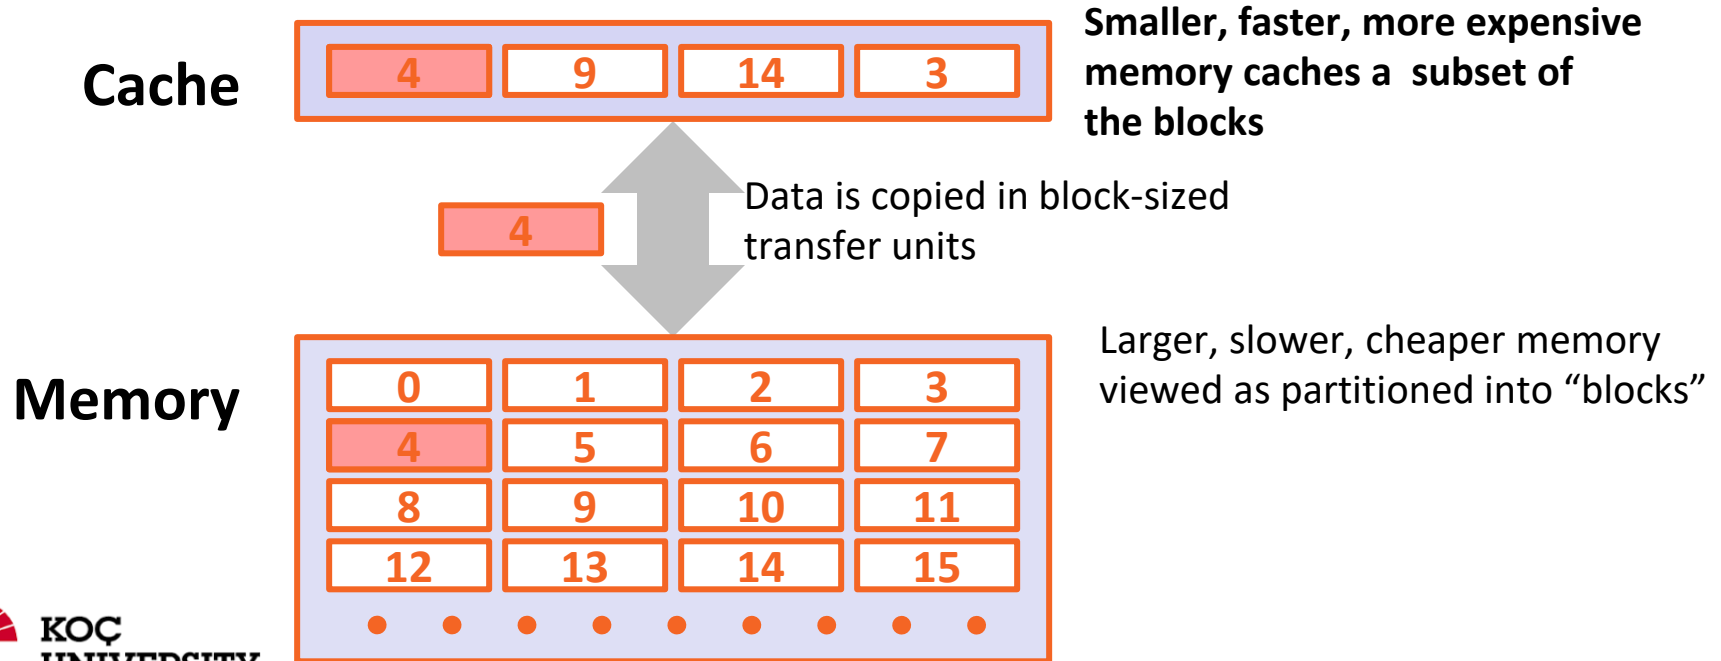 Cache
4 9 14 3
Smaller, faster, more expensive
memory caches a  subset of
the blocks
4
Data is copied in block-sized
transfer units
Memory
0 1 2 3
4 5 6 7
8 9 10 11
12 13 14 15
Larger, slower, cheaper memory
viewed as partitioned into “blocks”
KOÇ
UNIVERSITY